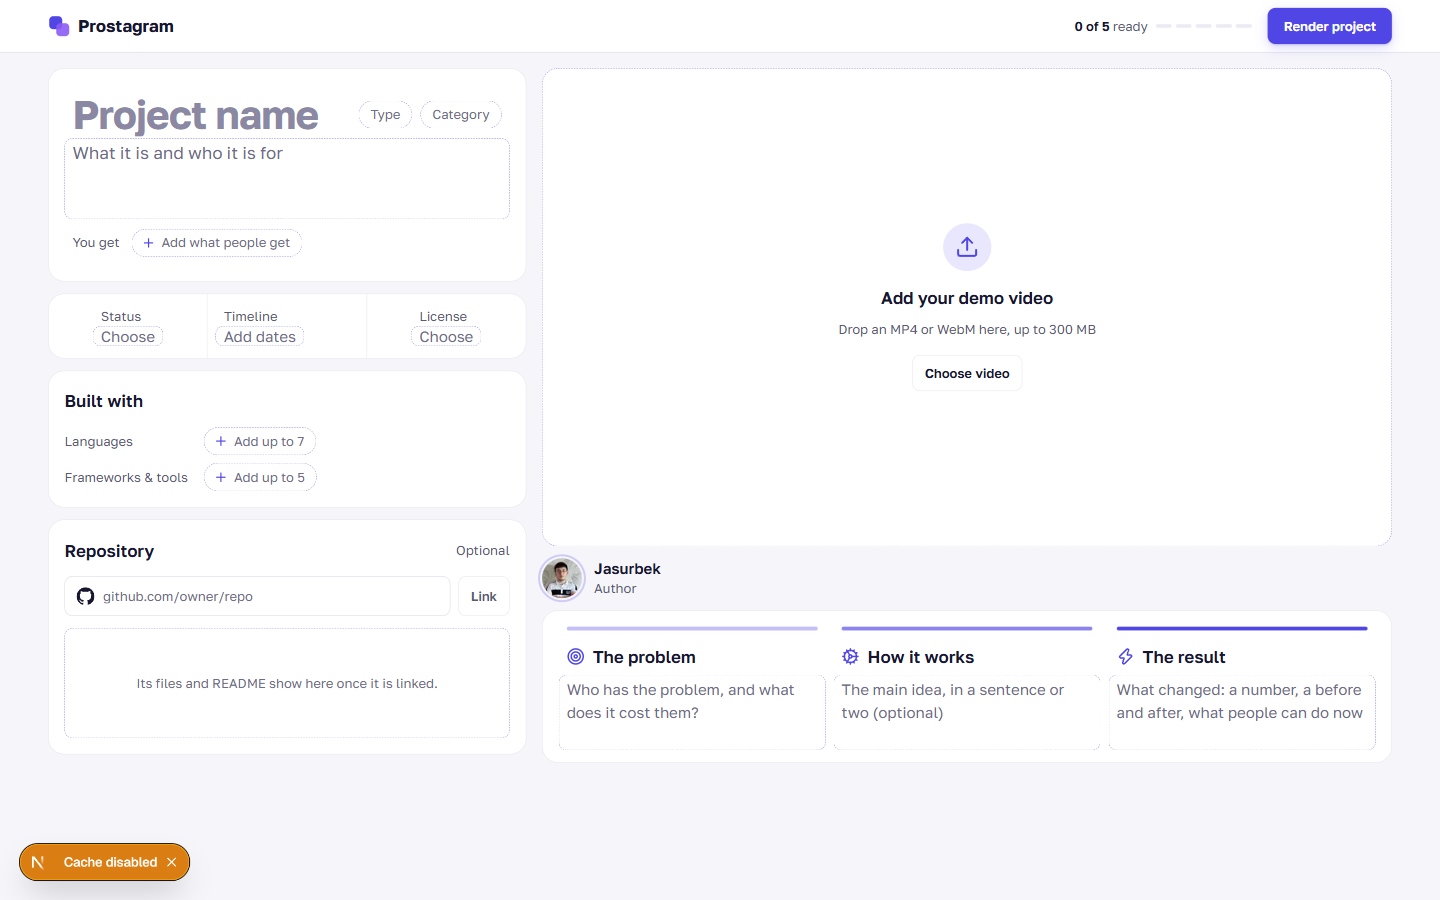 Prostagram
0 of 5 ready
Render project
Project name
Type
Category
What it is and who it is for
You get
Add what people get
Status
Choose
Timeline
Add dates
License
Choose
Built with
Languages
Add up to 7
Frameworks & tools
Add up to 5
Repository
Optional
github.com/owner/repo
Link
Its files and README show here once it is linked.
Add your demo video
Drop an MP4 or WebM here, up to 300 MB
Choose video
Jasurbek
Author
The problem
Who has the problem, and what
does it cost them?
How it works
The main idea, in a sentence or
two (optional)
The result
What changed: a number, a before
and after, what people can do now
Cache disabled